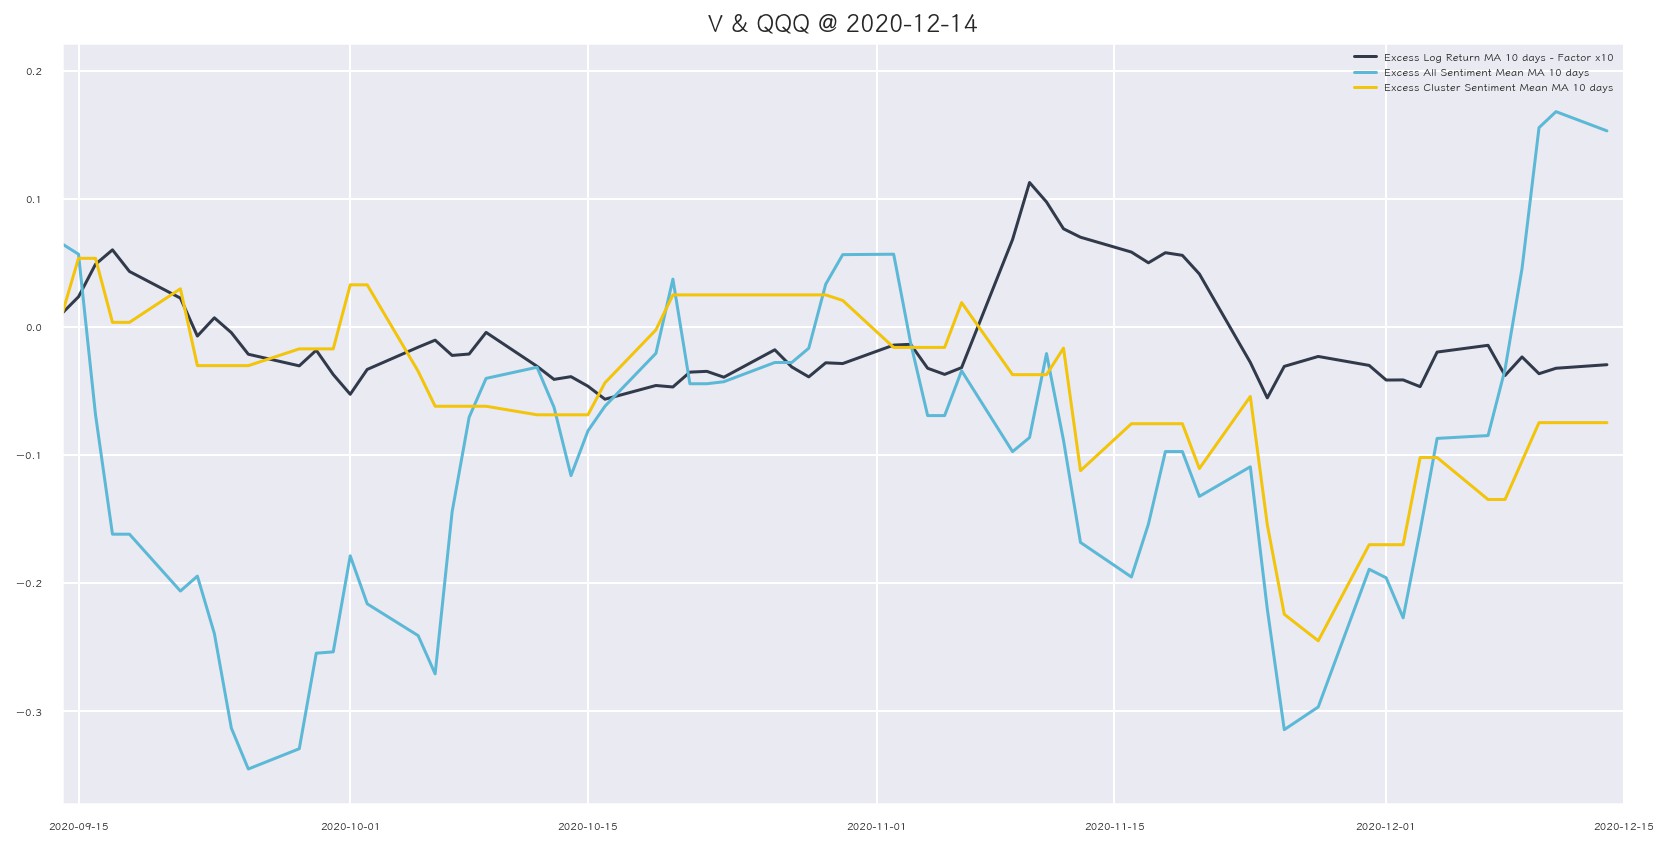 V & QQQ @ 2020-12-14
Excess Log Return MA 10 days - Factor x10
Excess All Sentiment Mean MA 10 days
Excess Cluster Sentiment Mean MA 10 days
0.2
0.1
0.0
−0.1
−0.2
−0.3
2020-09-15 2020-10-01 2020-10-15 2020-11-01 2020-11-15 2020-12-01 2020-12-15